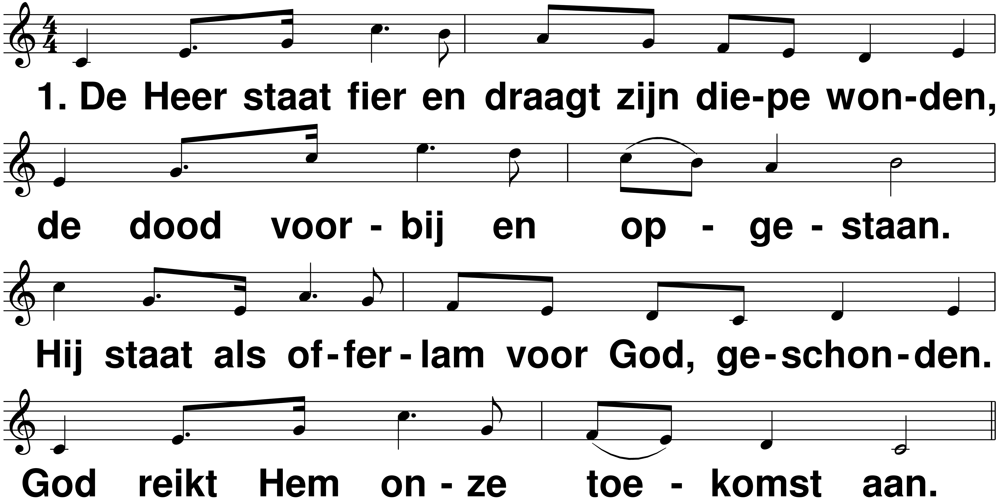 1. De Heer staat fier en draagt zijn die-pe won-den,
de dood voor - bij en op - ge - staan.
Hij staat als of-fer - lam voor God, ge-schon-den.
God reikt Hem on - ze toe - komst aan.